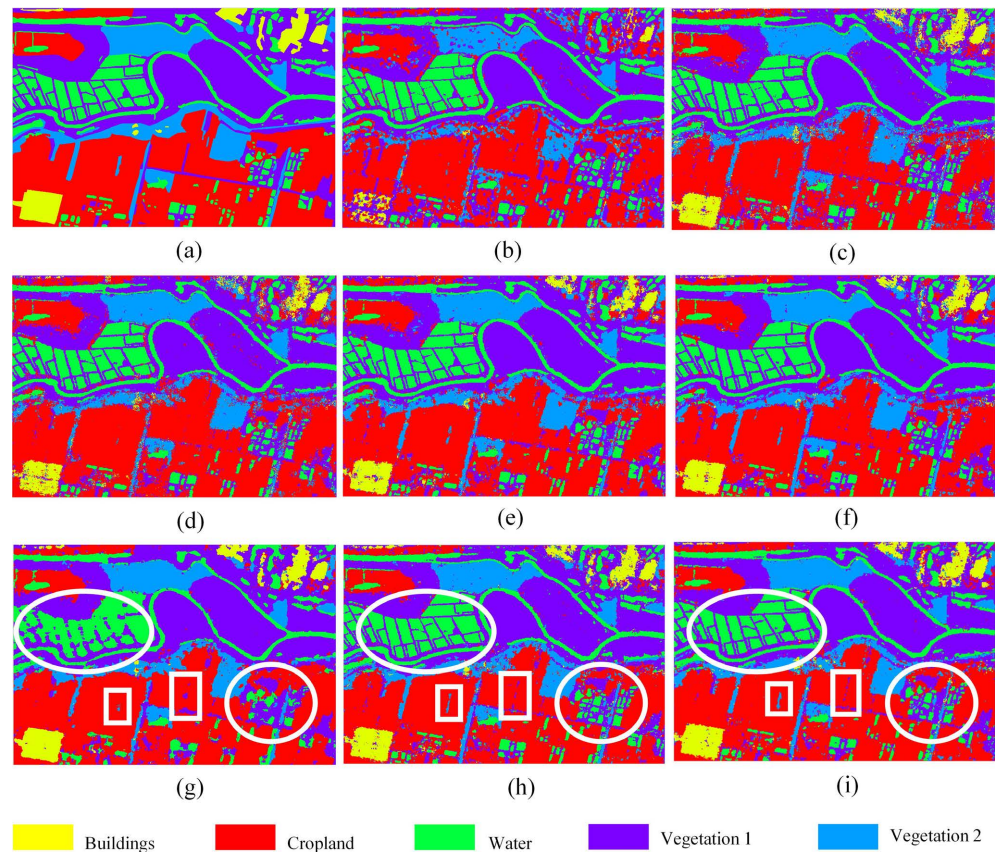 (a) (b) (c)
(d) (e) (f)
(g) (h) (i)
Buildings Cropland Water Vegetation 1 Vegetation 2